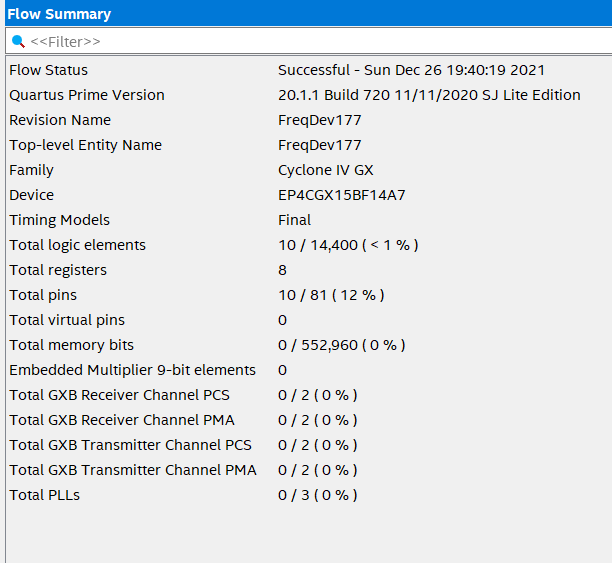 Flow Summary
<<Filter>>
Flow Status Successful - Sun Dec 26 19:40:19 2021
Quartus Prime Version 20.1.1 Build 720 11/11/2020 SJ Lite Edition
Revision Name FreqDev177
Top-level Entity Name FreqDev177
Family Cyclone IV GX
Device EP4CGX15BF14A7
Timing Models Final
Total logic elements 10 / 14,400 ( < 1 % )
Total registers 8
Total pins 10 / 81 ( 12 % )
Total virtual pins 0
Total memory bits 0 / 552,960 ( 0 % )
Embedded Multiplier 9-bit elements 0
Total GXB Receiver Channel PCS 0 / 2 ( 0 % )
Total GXB Receiver Channel PMA 0 / 2 ( 0 % )
Total GXB Transmitter Channel PCS 0 / 2 ( 0 % )
Total GXB Transmitter Channel PMA 0 / 2 ( 0 % )
Total PLLs 0 / 3 ( 0 % )